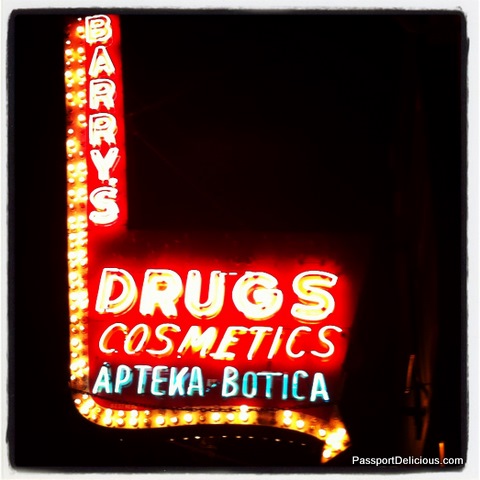 BARRY'S
DRUGS
COSMETICS
APTEKA-BOTICA
PassportDelicious.com